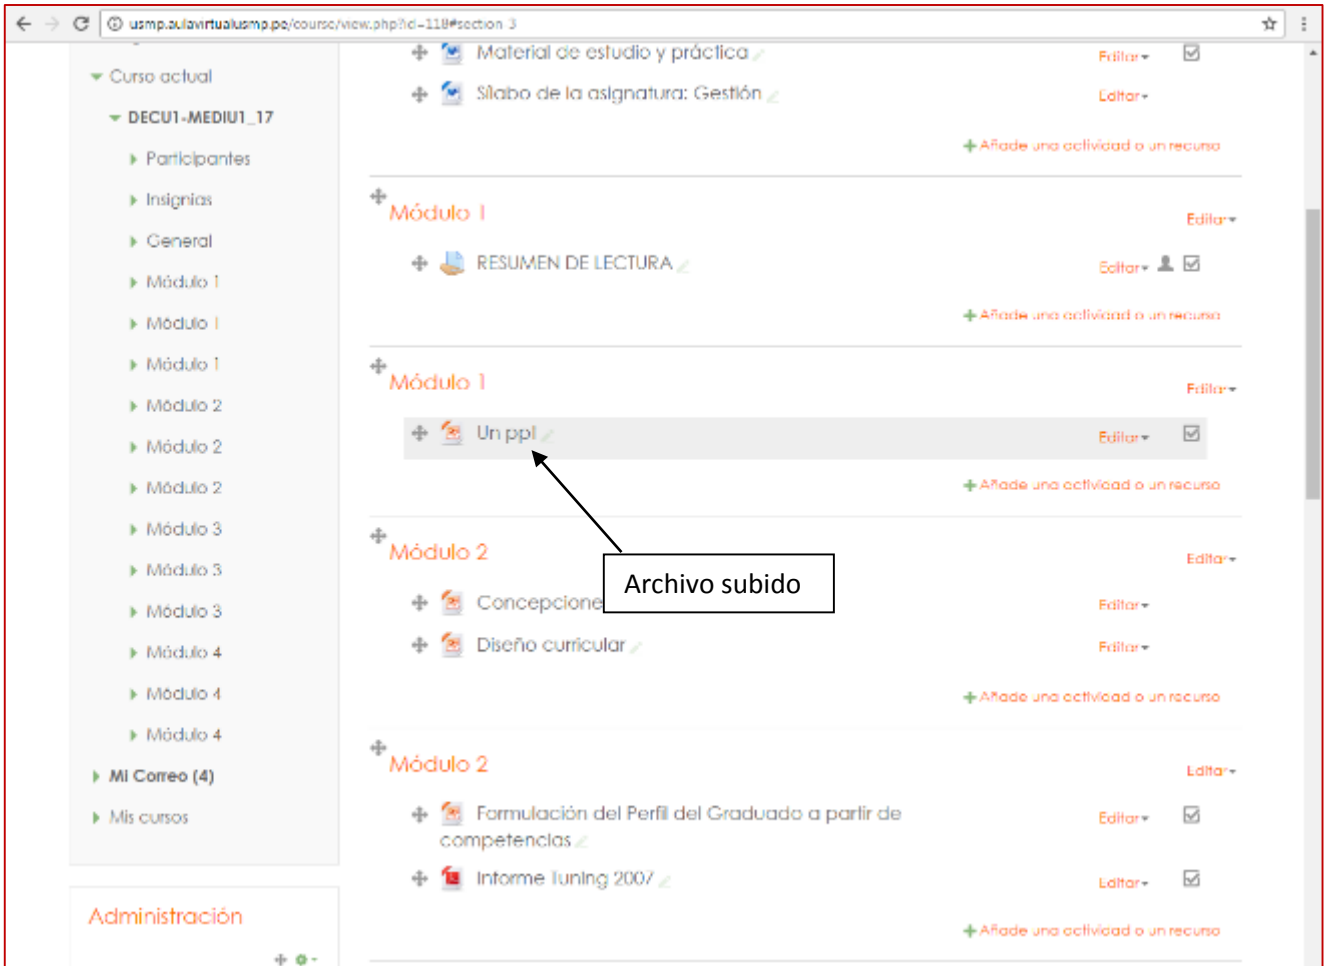 usmp.aulavirtualusmp.pe/course/view.php?id=118#section-3
Curso actual
DECU1-MEDIU1_17
Participantes
Insignias
General
Módulo 1
Módulo 1
Módulo 1
Módulo 2
Módulo 2
Módulo 2
Módulo 3
Módulo 3
Módulo 3
Módulo 4
Módulo 4
Módulo 4
Mi Correo (4)
Mis cursos
Administración
Material de estudio y práctica
Editar
Sílabo de la asignatura: Gestión
Editar
Añade una actividad o un recurso
Módulo 1
Editar
RESUMEN DE LECTURA
Editar
Añade una actividad o un recurso
Módulo 1
Editar
Un ppt
Editar
Añade una actividad o un recurso
Archivo subido
Módulo 2
Editar
Concepcione
Editar
Diseño curricular
Editar
Añade una actividad o un recurso
Módulo 2
Editar
Formulación del Perfil del Graduado a partir de
competencias
Editar
Informe Tuning 2007
Editar
Añade una actividad o un recurso